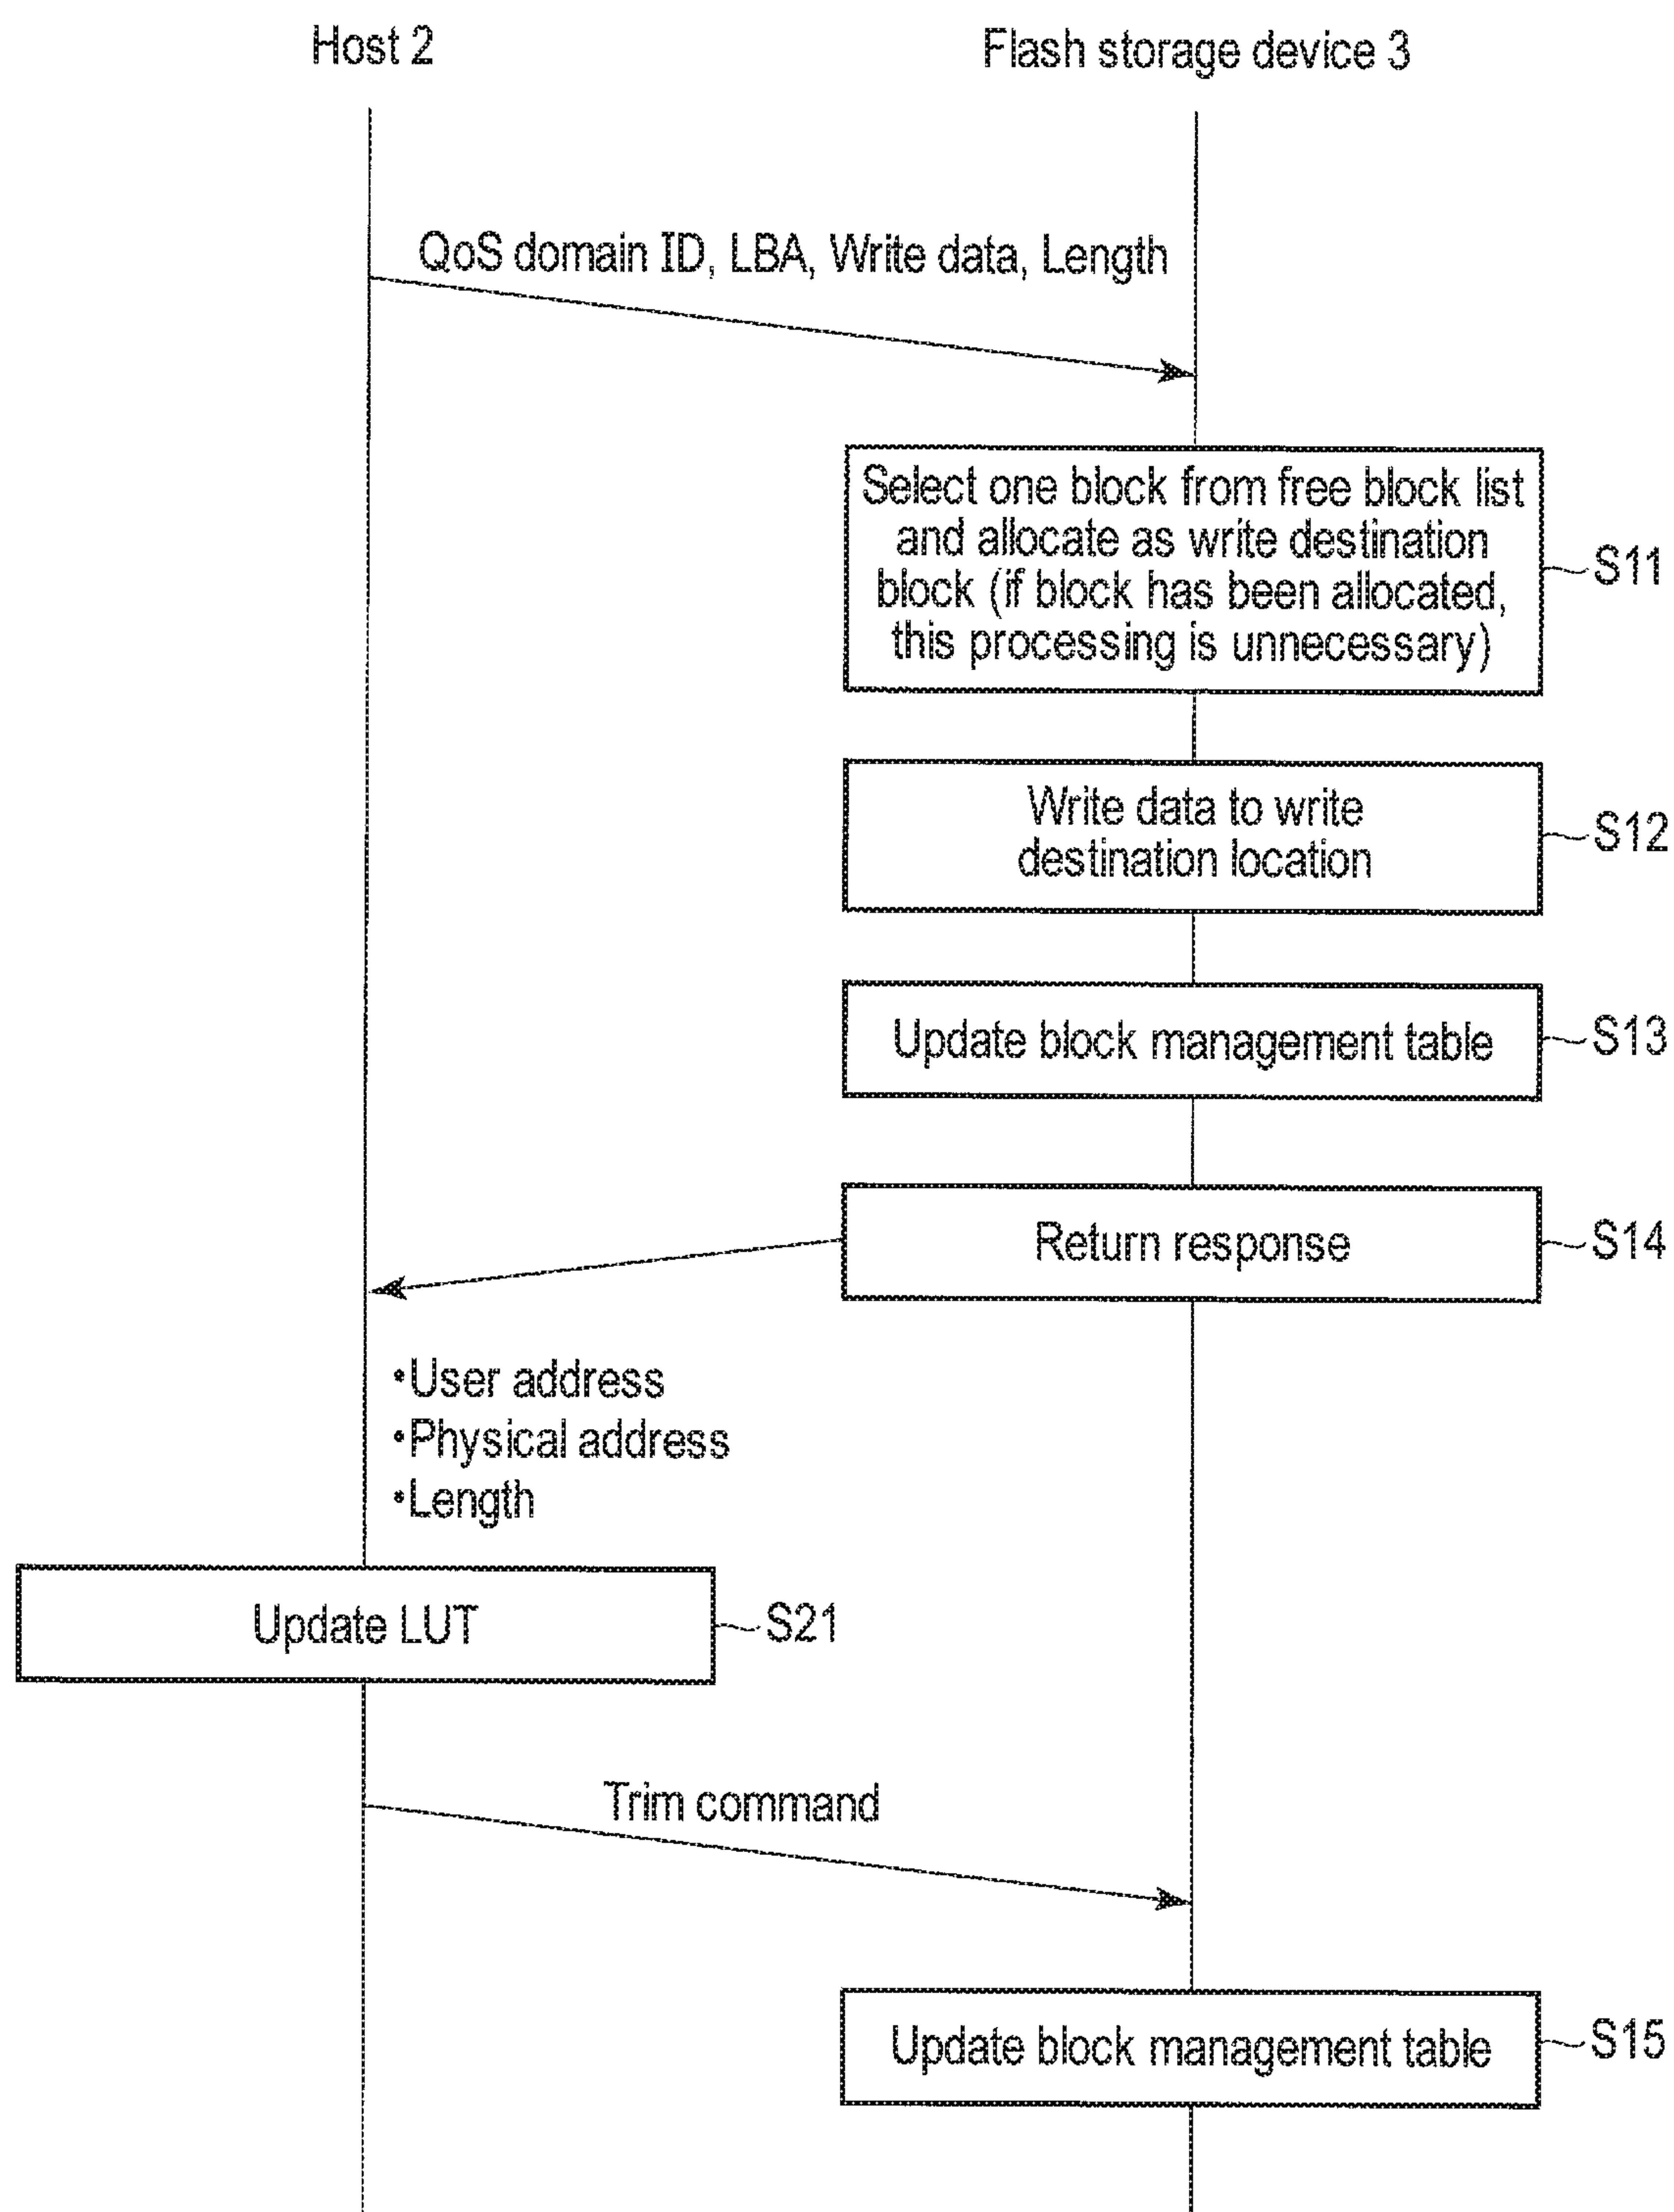 Host 2
Flash storage device 3
QoS domain ID, LBA, Write data, Length
Select one block from free block list
and allocate as write destination
block (if block has been allocated,
this processing is unnecessary)
S11
Write data to write
destination location
S12
Update block management table
S13
Return response
S14
•User address
•Physical address
•Length
Update LUT
S21
Trim command
Update block management table
S15